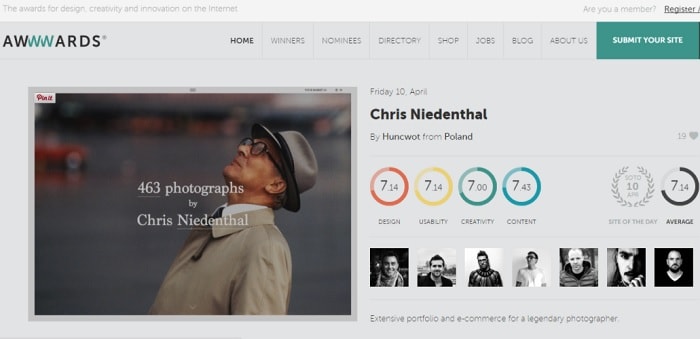 The awards for design, creativity and innovation on the Internet
Are you a member? Register /
AWWWARDS®
HOME WINNERS NOMINEES DIRECTORY SHOP JOBS BLOG ABOUT US SUBMIT YOUR SITE
Friday 10, April
Pin it
Chris Niedenthal
By Huncwot from Poland
19
463 photographs
by
Chris Niedenthal
7.14 7.14 7.00 7.43
SOTD
10
APR
7.14
DESIGN USABILITY CREATIVITY CONTENT SITE OF THE DAY AVERAGE
Extensive portfolio and e-commerce for a legendary photographer.